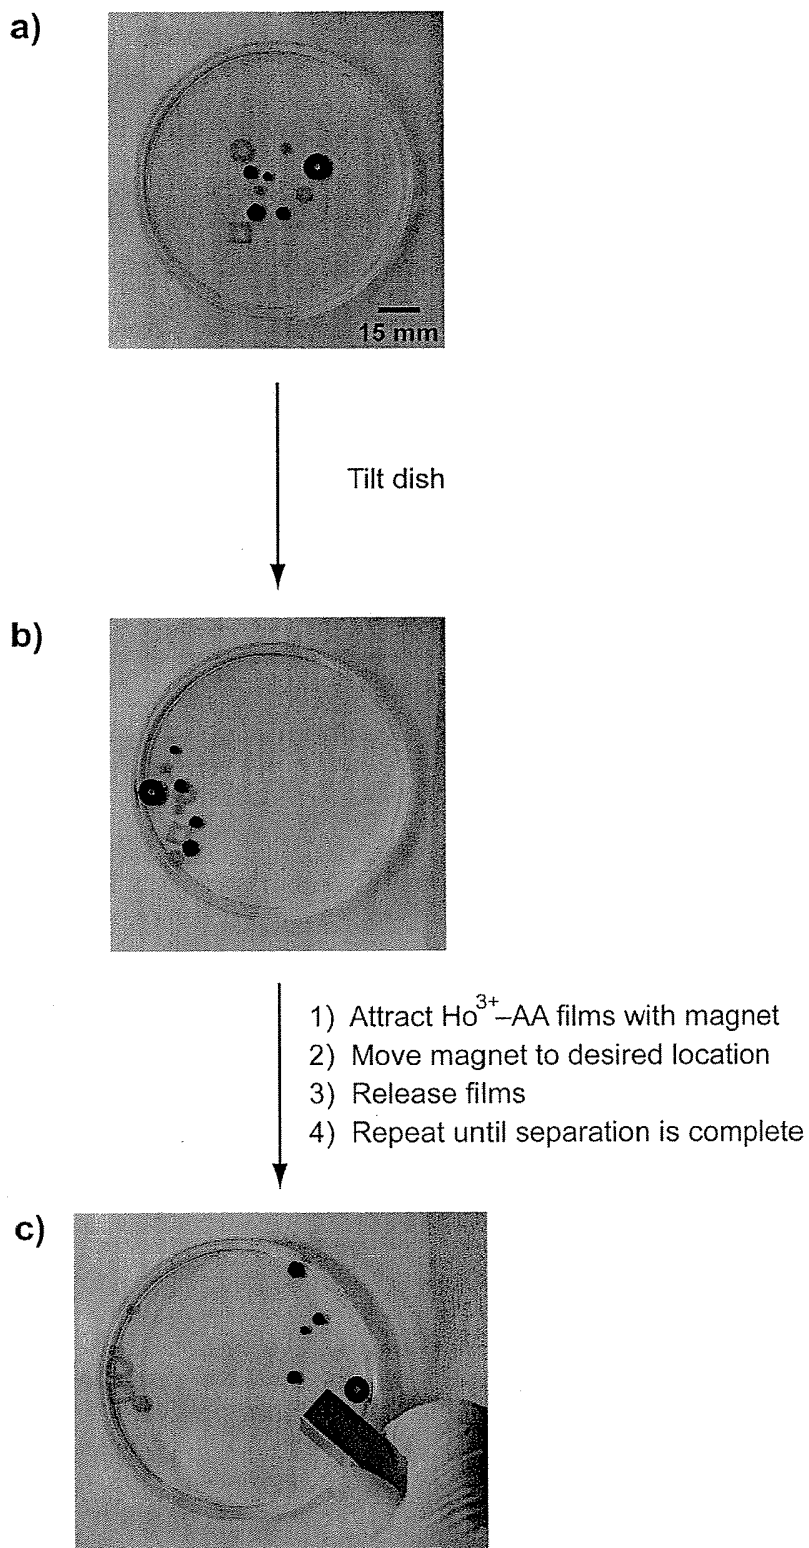 a)
15 mm
Tilt dish
b)
1) Attract Ho³⁺–AA films with magnet
2) Move magnet to desired location
3) Release films
4) Repeat until separation is complete
c)